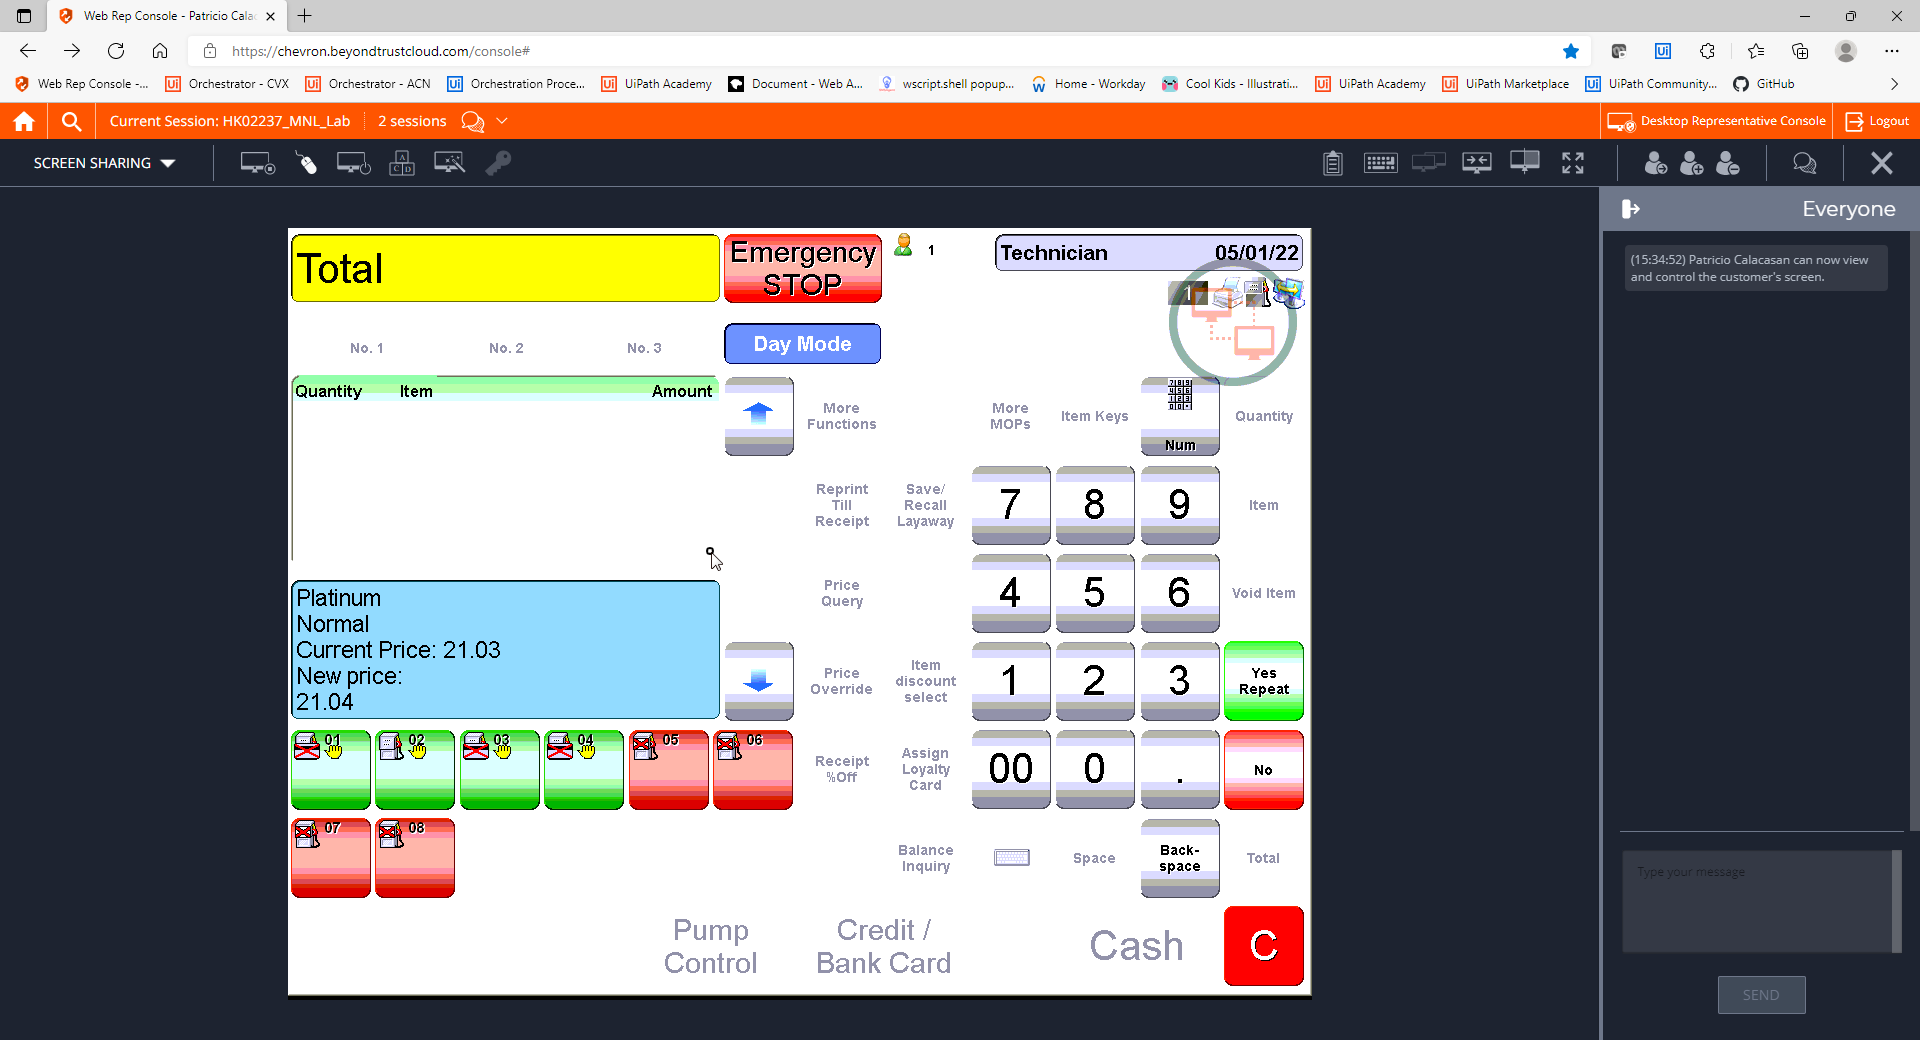 Web Rep Console - Patricio Cala
https://chevron.beyondtrustcloud.com/console#
Web Rep Console -...
Orchestrator - CVX
Orchestrator - ACN
Orchestration Proce...
UiPath Academy
Document - Web A...
wscript.shell popup...
Home - Workday
Cool Kids - Illustrati...
UiPath Academy
UiPath Marketplace
UiPath Community...
GitHub
Current Session: HK02237_MNL_Lab
2 sessions
Desktop Representative Console
Logout
SCREEN SHARING
Everyone
(15:34:52) Patricio Calacasan can now view
and control the customer's screen.
Total
Emergency
STOP
1
Technician 05/01/22
1
No. 1
No. 2
No. 3
Day Mode
Quantity Item Amount
More
Functions
More
MOPs
Item Keys
Num
Quantity
Reprint
Till
Receipt
Save/
Recall
Layaway
7
8
9
Item
Price
Query
4
5
6
Void Item
Platinum
Normal
Current Price: 21.03
New price:
21.04
Price
Override
Item
discount
select
1
2
3
Yes
Repeat
01
02
03
04
05
06
Receipt
%Off
Assign
Loyalty
Card
00
0
.
No
07
08
Balance
Inquiry
Space
Back-
space
Total
Pump
Control
Credit /
Bank Card
Cash
C
Type your message
SEND